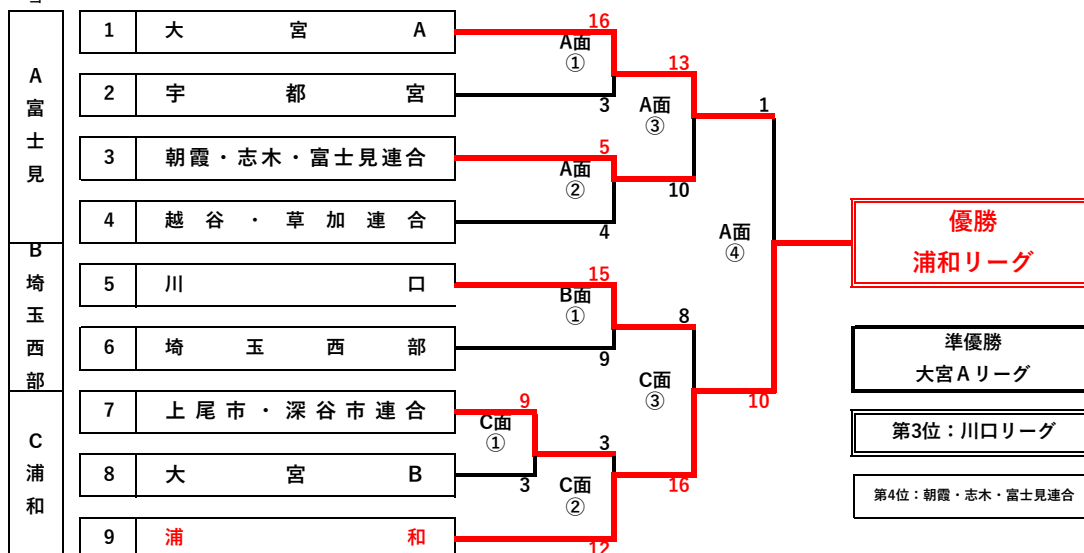 A富士見
1 大宮A
2 宇都宮
3 朝霞・志木・富士見連合
4 越谷・草加連合
B埼玉西部
5 川口
6 埼玉西部
C浦和
7 上尾市・深谷市連合
8 大宮B
9 浦和
16
A面
①
3
5
A面
②
4
15
B面
①
9
9
C面
①
3
13
A面
③
10
3
C面
②
12
8
C面
③
16
1
A面
④
10
優勝
浦和リーグ
準優勝
大宮Aリーグ
第3位：川口リーグ
第4位：朝霞・志木・富士見連合